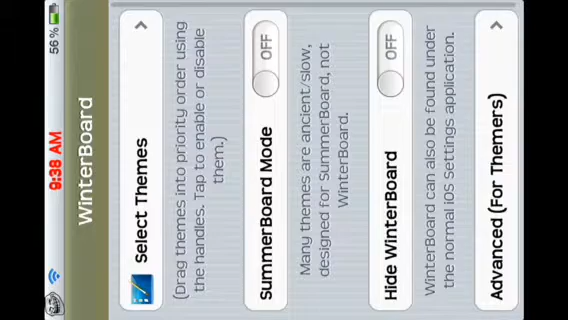 9:38 AM
56 %
WinterBoard
Select Themes
(Drag themes into priority order using
the handles. Tap to enable or disable
them.)
SummerBoard Mode
OFF
Many themes are ancient/slow,
designed for SummerBoard, not
WinterBoard.
Hide WinterBoard
OFF
WinterBoard can also be found under
the normal iOS Settings application.
Advanced (For Themers)